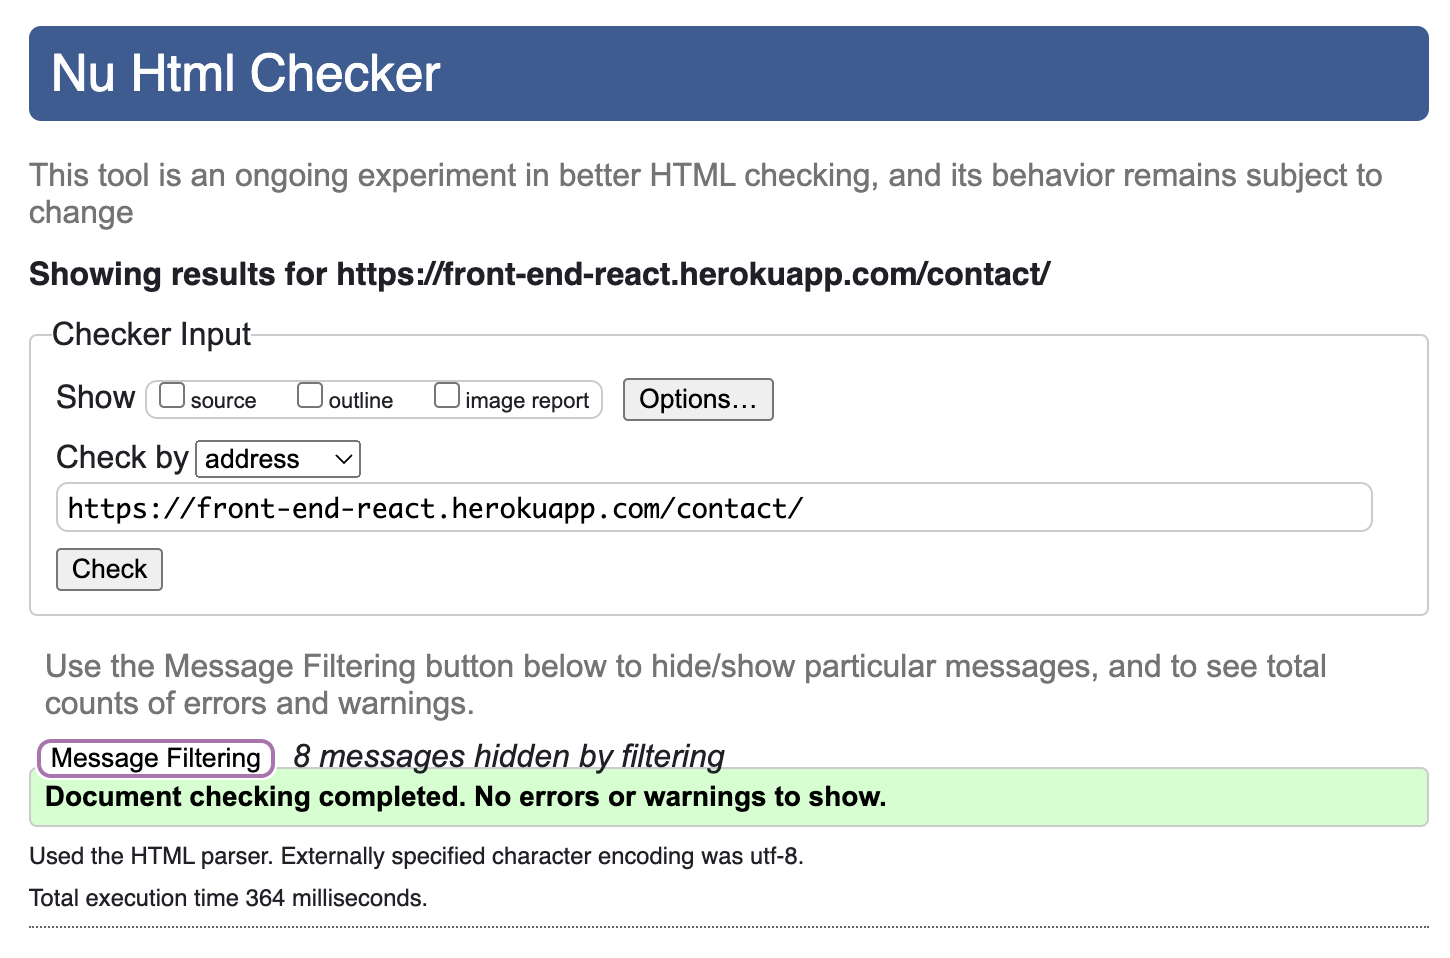 Nu Html Checker
This tool is an ongoing experiment in better HTML checking, and its behavior remains subject to
change
Showing results for https://front-end-react.herokuapp.com/contact/
Checker Input
Show source outline image report Options…
Check by address
https://front-end-react.herokuapp.com/contact/
Check
Use the Message Filtering button below to hide/show particular messages, and to see total
counts of errors and warnings.
Message Filtering 8 messages hidden by filtering
Document checking completed. No errors or warnings to show.
Used the HTML parser. Externally specified character encoding was utf-8.
Total execution time 364 milliseconds.